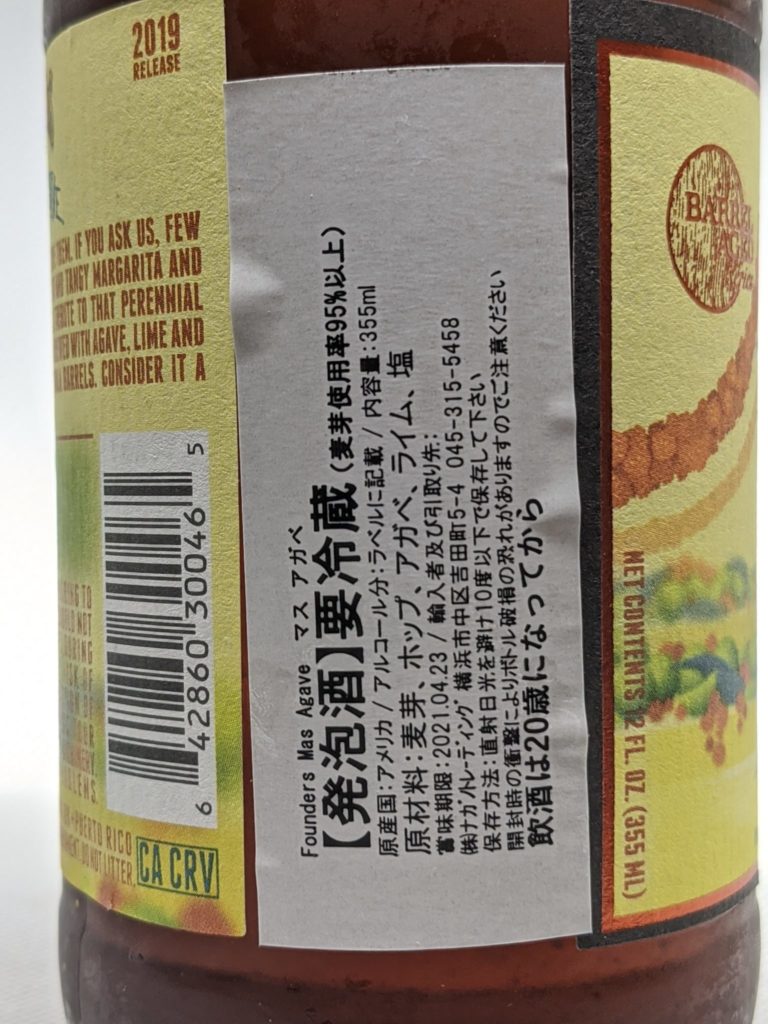 2019
RELEASE
THEM. IF YOU ASK US, FEW
AND TANGY MARGARITA AND
TRIBUTE TO THAT PERENNIAL
WITH AGAVE, LIME AND
BARRELS. CONSIDER IT A
6 42860 30046 5
PUERTO RICO
DO NOT LITTER.
CA CRV
Founders Mas Agave マス アガベ
【発泡酒】要冷蔵(麦芽使用率95%以上)
原産国:アメリカ / アルコール分:ラベルに記載 / 内容量:355ml
原材料:麦芽、ホップ、アガベ、ライム、塩
賞味期限:2021.04.23 / 輸入者及び引取り先:
㈱ナガノトレーディング 横浜市中区吉田町5-4 045-315-5458
保存方法:直射日光を避け10度以下で保存して下さい
開封時の衝撃によりボトル破損の恐れがありますのでご注意ください
飲酒は20歳になってから
BARREL
AGED
NET CONTENTS 12 FL. OZ. (355 ML)